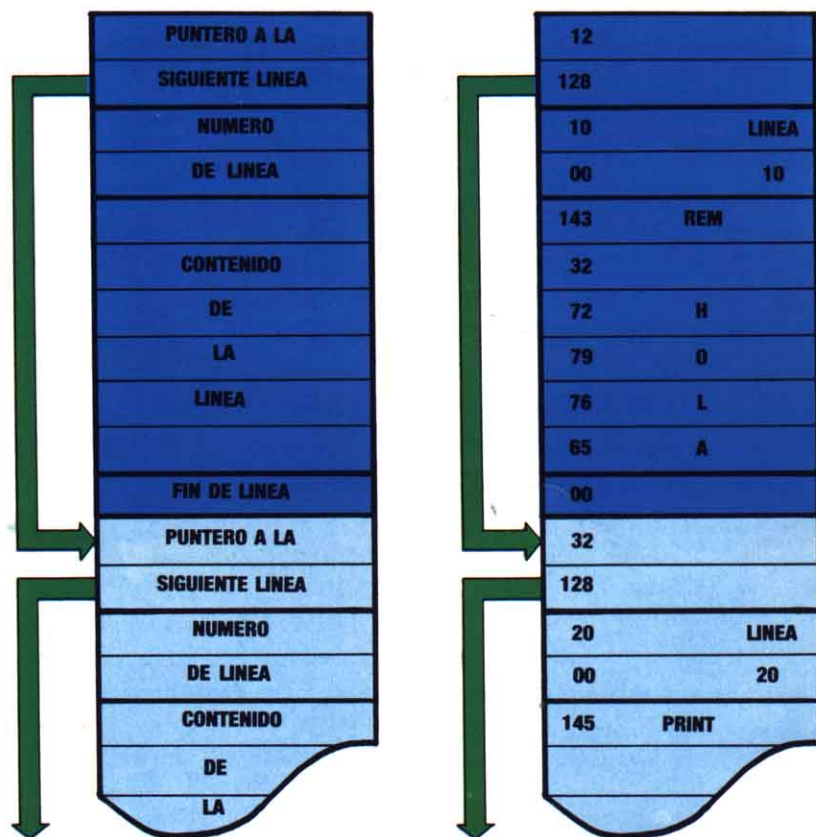 PUNTERO A LA
SIGUIENTE LINEA
NUMERO
DE LINEA
CONTENIDO
DE
LA
LINEA
FIN DE LINEA
PUNTERO A LA
SIGUIENTE LINEA
NUMERO
DE LINEA
CONTENIDO
DE
LA
12
128
10 LINEA
00 10
143 REM
32
72 H
79 O
76 L
65 A
00
32
128
20 LINEA
00 20
145 PRINT